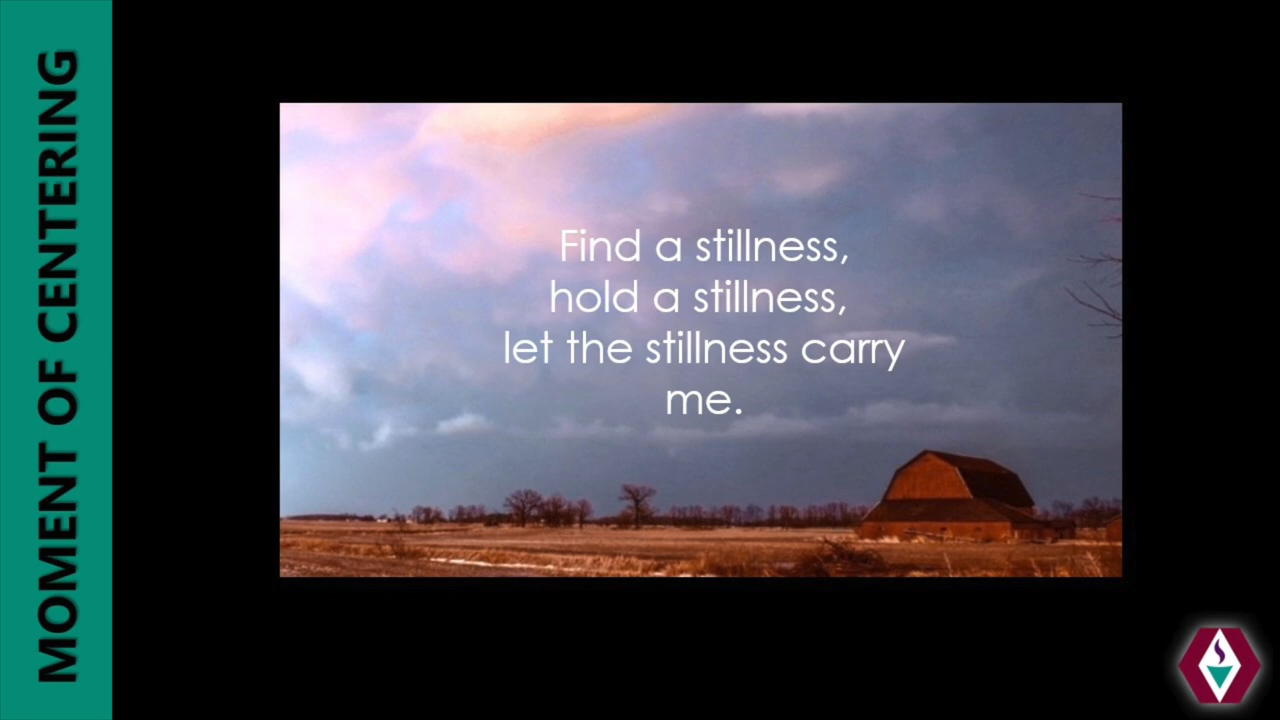 MOMENT OF CENTERING
Find a stillness,
hold a stillness,
let the stillness carry
me.